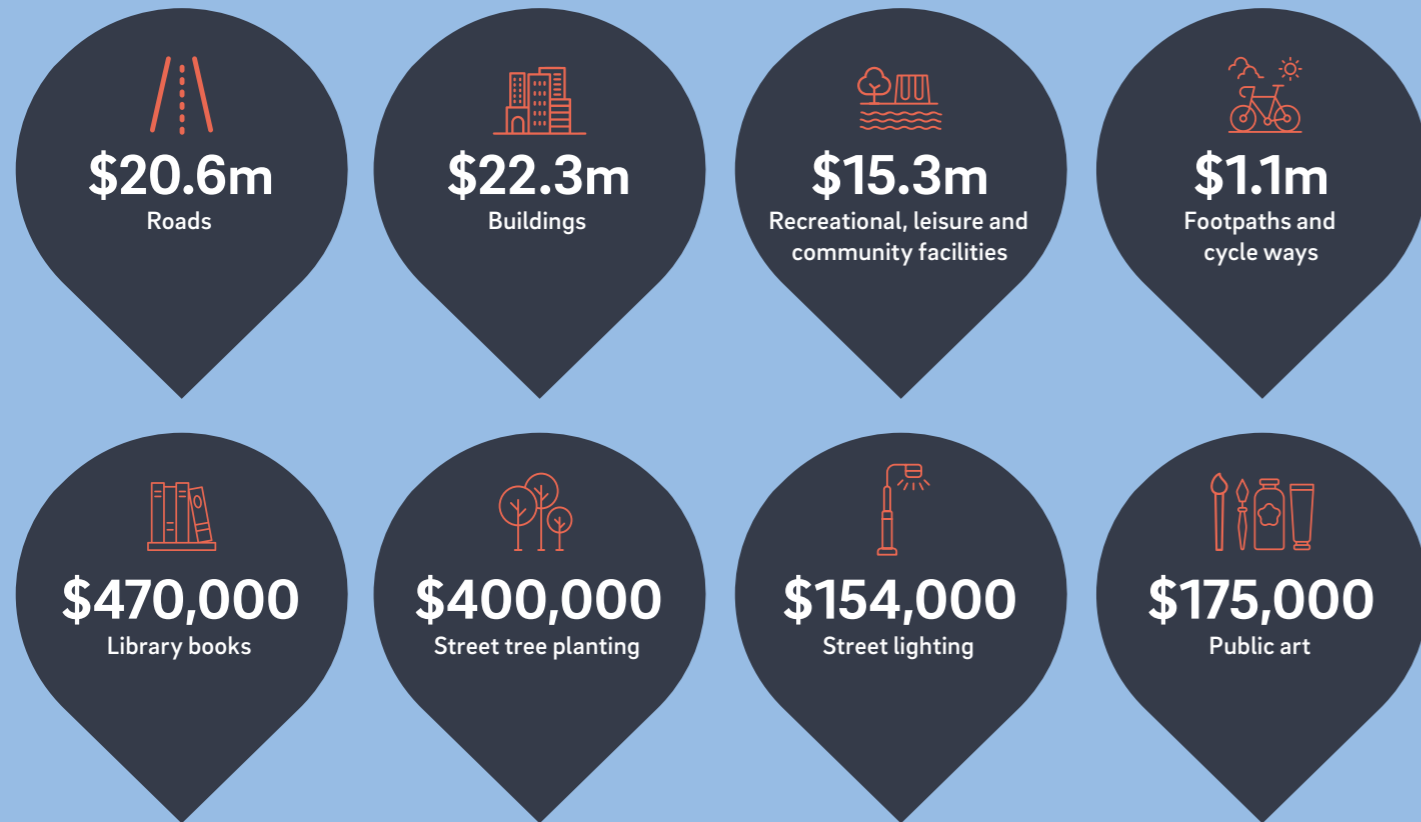 $20.6m
Roads
$22.3m
Buildings
$15.3m
Recreational, leisure and
community facilities
$1.1m
Footpaths and
cycle ways
$470,000
Library books
$400,000
Street tree planting
$154,000
Street lighting
$175,000
Public art